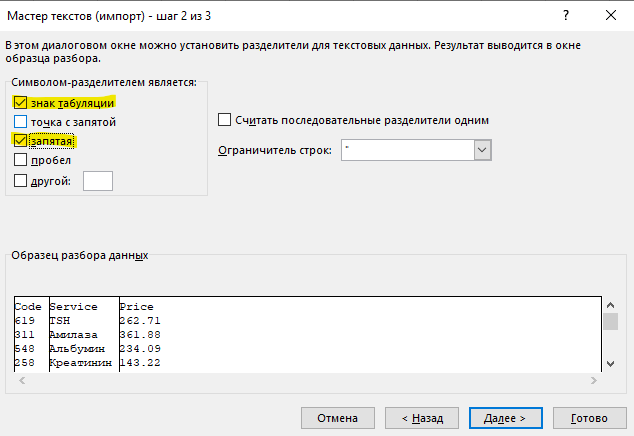 Мастер текстов (импорт) - шаг 2 из 3 ? ×
В этом диалоговом окне можно установить разделители для текстовых данных. Результат выводится в окне
образца разбора.
Символом-разделителем является:
знак табуляции
точка с запятой
запятая
пробел
другой:
Считать последовательные разделители одним
Ограничитель строк: "
Образец разбора данных
Code Service Price
619 TSH 262.71
311 Амилаза 361.88
548 Альбумин 234.09
258 Креатинин 143.22
Отмена < Назад Далее > Готово